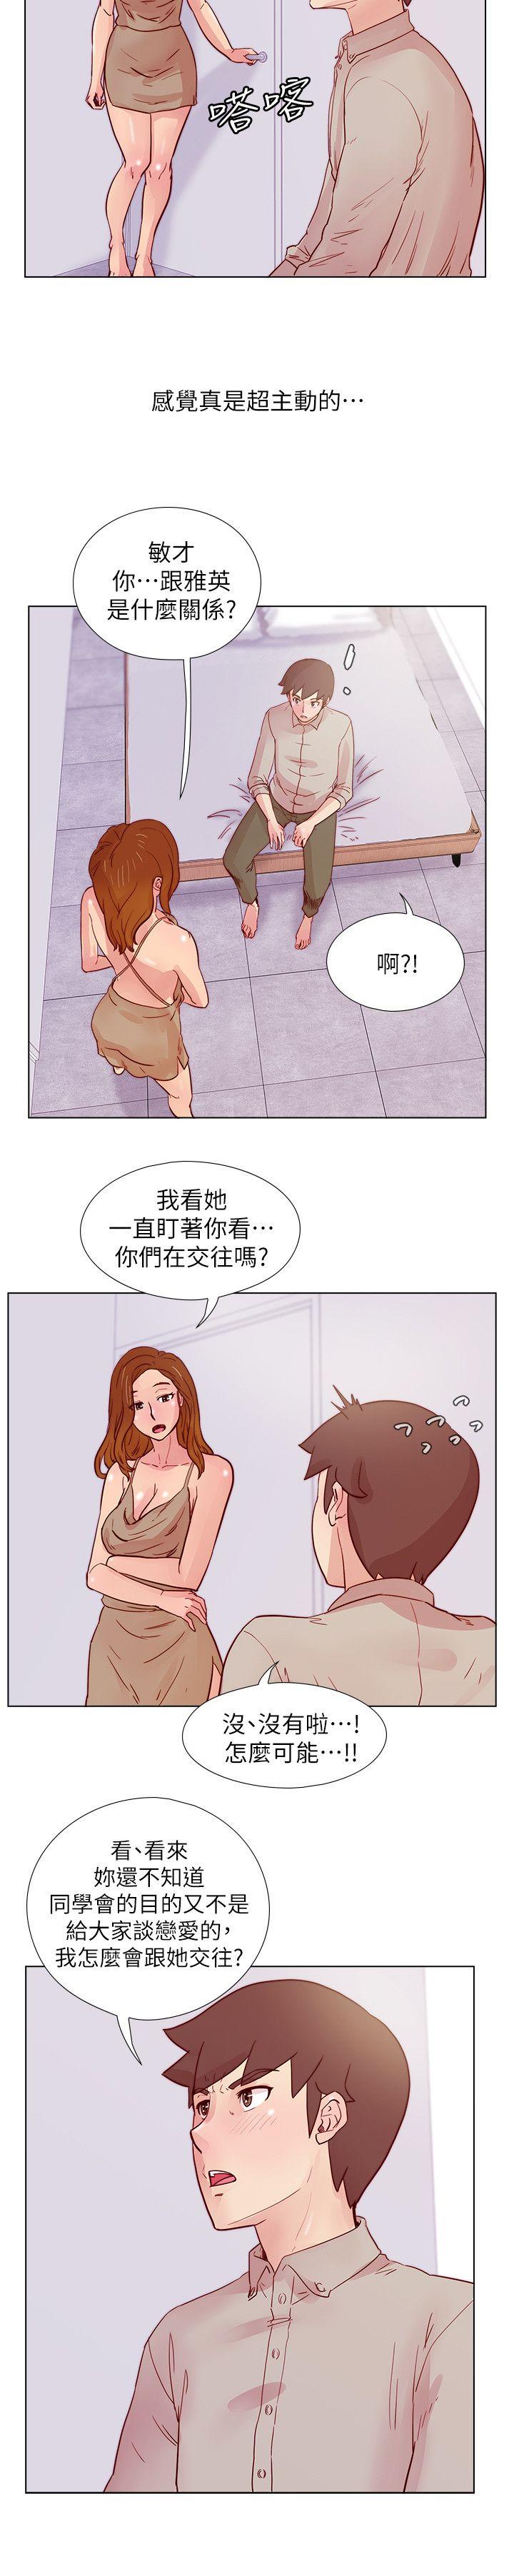 喀嗒
感覺真是超主動的⋯
敏才
你⋯跟雅英
是什麼關係?
啊?!
我看她
一直盯著你看⋯
你們在交往嗎?
沒、沒有啦⋯!
怎麼可能⋯!!
看、看來
妳還不知道
同學會的目的又不是
給大家談戀愛的,
我怎麼會跟她交往?